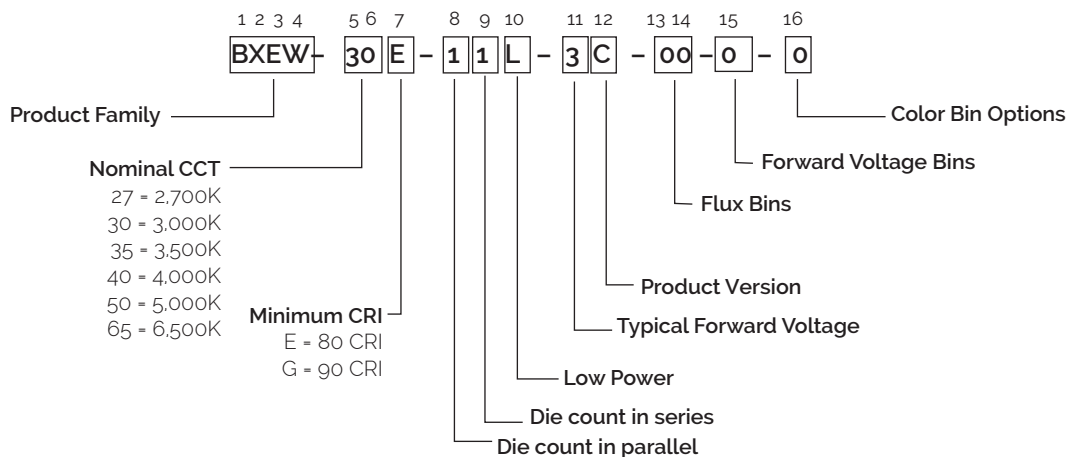 1 2 3 4 5 6 7 8 9 10 11 12 13 14 15 16
BXEW – 30 E – 1 1 L – 3 C – 00 – 0 – 0
Product Family
Color Bin Options
Nominal CCT
27 = 2,700K
30 = 3,000K
35 = 3,500K
40 = 4,000K
50 = 5,000K
65 = 6,500K
Forward Voltage Bins
Flux Bins
Product Version
Minimum CRI
E = 80 CRI
G = 90 CRI
Typical Forward Voltage
Low Power
Die count in series
Die count in parallel